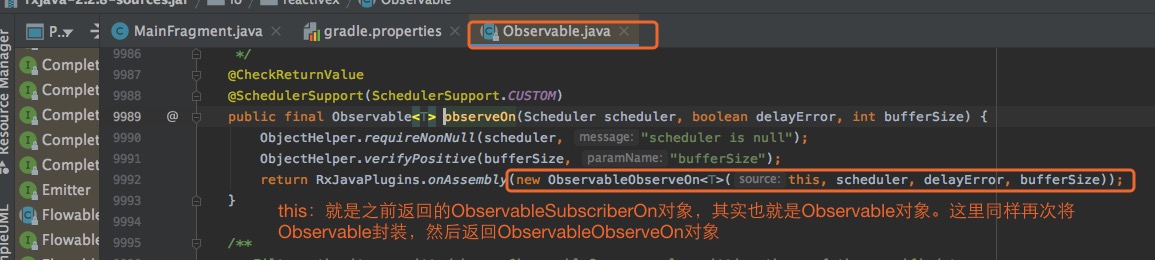 rxjava-2.2.8-sources.jar io reactivex Observable
P.. MainFragment.java gradle.properties Observable.java
Resource Manager
Complet 9986 */
Complet 9987 @CheckReturnValue
Complet 9988 @SchedulerSupport(SchedulerSupport.CUSTOM)
Complet 9989 @ public final Observable<T> observeOn(Scheduler scheduler, boolean delayError, int bufferSize) {
Complet 9990 ObjectHelper.requireNonNull(scheduler, message: "scheduler is null");
Complet 9991 ObjectHelper.verifyPositive(bufferSize, paramName: "bufferSize");
Emitter 9992 return RxJavaPlugins.onAssembly(new ObservableObserveOn<T>( source: this, scheduler, delayError, bufferSize));
Flowable 9993 }
this：就是之前返回的ObservableSubscriberOn对象，其实也就是Observable对象。这里同样再次将
Flowable Observable封装，然后返回ObservableObserveOn对象
9995 /**